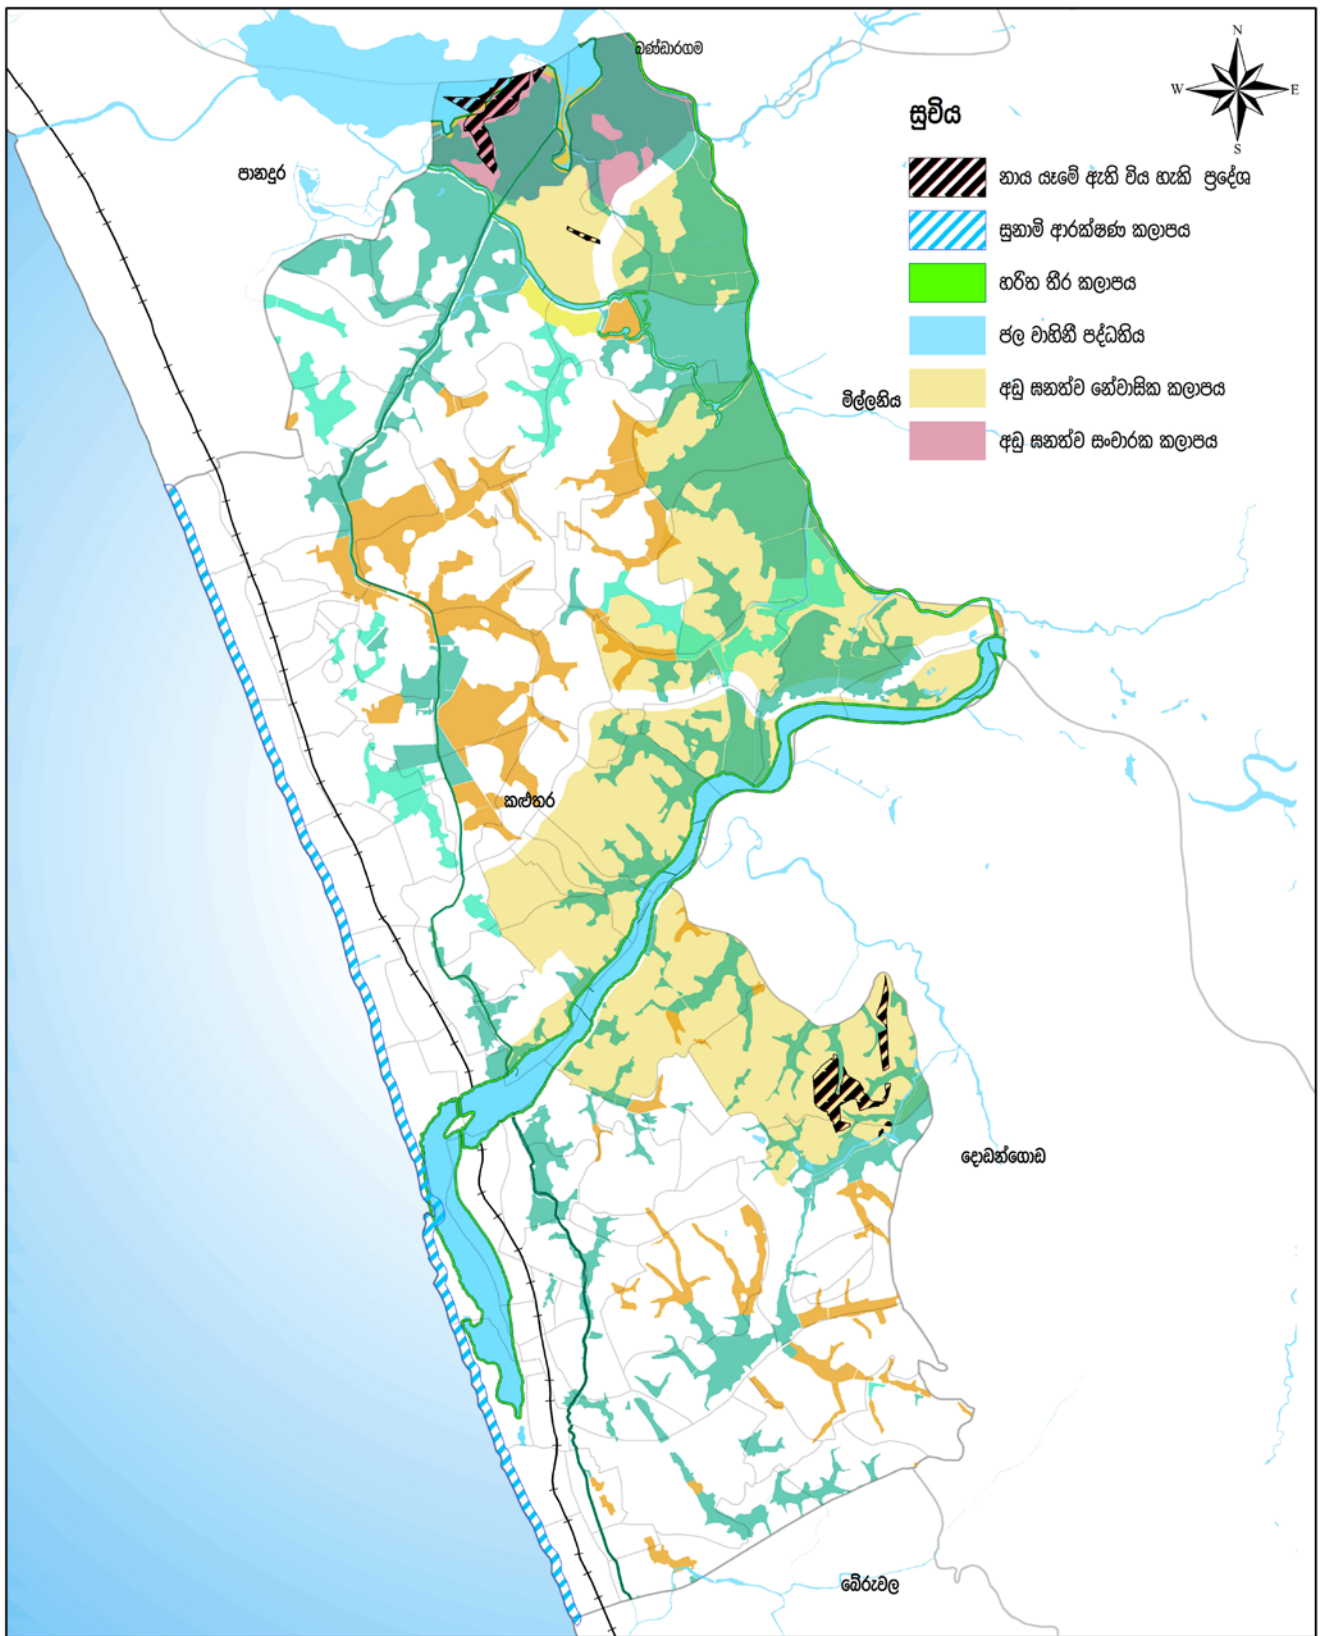 බණ්ඩාරගම
N
W E
S
සුචිය
පානදුර
නාය යෑමේ ඇති විය හැකි ප්‍රදේශ
සුනාමි ආරක්ෂණ කලාපය
හරිත තීර කලාපය
ජල වාහිනී පද්ධතිය
මිල්ලනිය
අඩු ඝනත්ව නේවාසික කලාපය
අඩු ඝනත්ව සංචාරක කලාපය
කළුතර
දොඩන්ගොඩ
බේරුවල